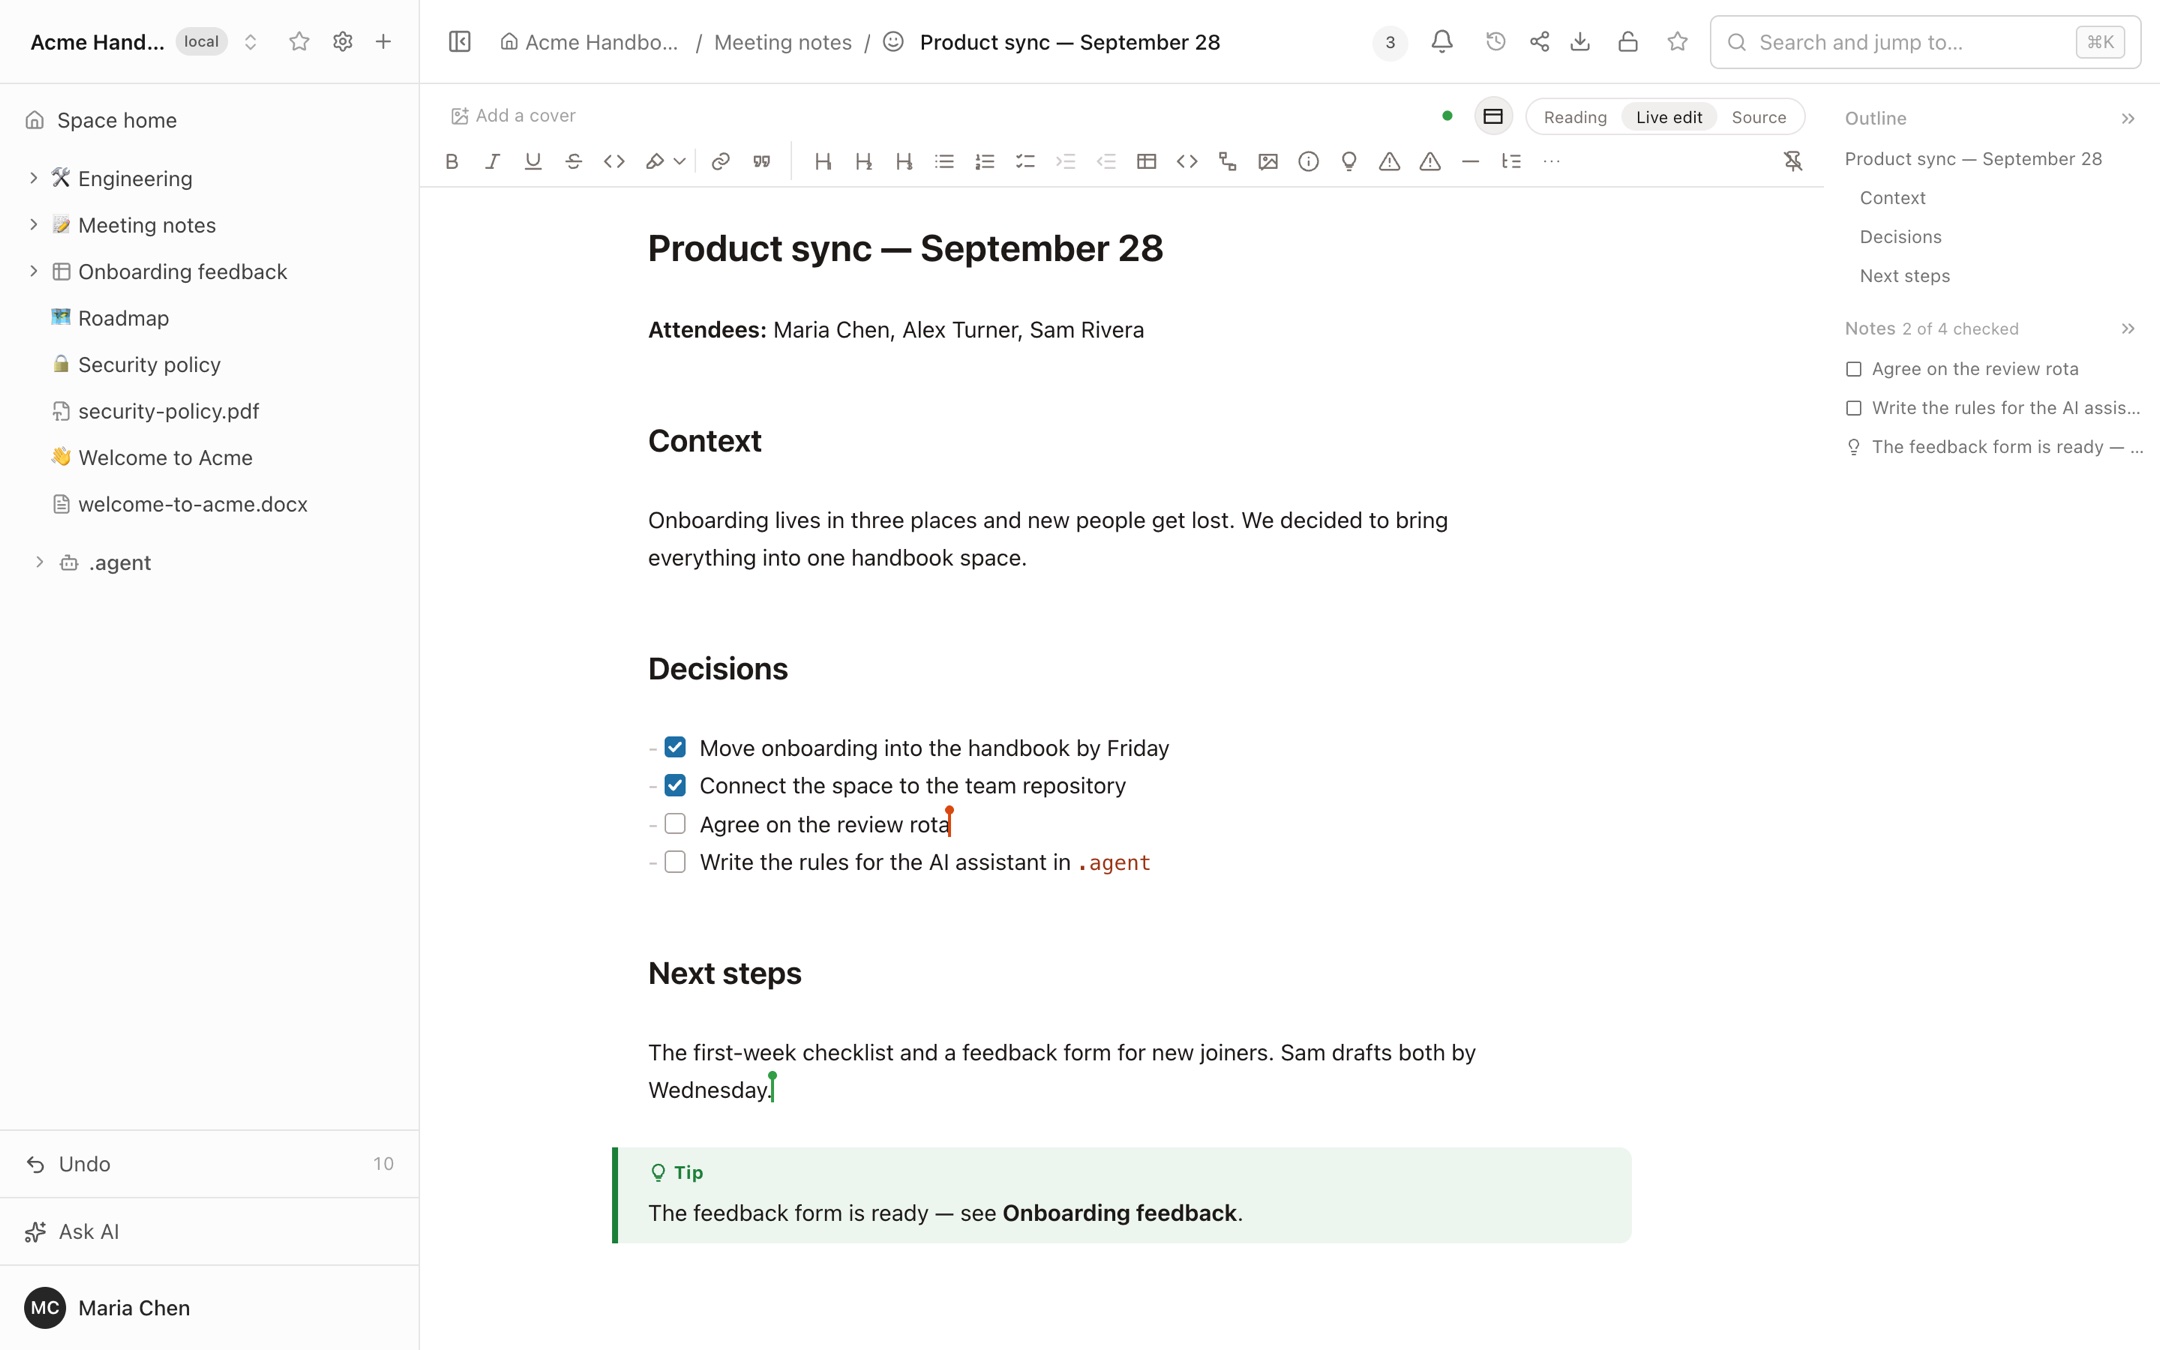 Acme Hand... local
Acme Handbo... / Meeting notes / Product sync — September 28
3
Search and jump to... ⌘K
Space home
Engineering
Meeting notes
Onboarding feedback
Roadmap
Security policy
security-policy.pdf
Welcome to Acme
welcome-to-acme.docx
.agent
Undo 10
Ask AI
MC Maria Chen
Add a cover
Reading Live edit Source
B I U S H1 H2 H3
Product sync — September 28
Attendees: Maria Chen, Alex Turner, Sam Rivera
Context
Onboarding lives in three places and new people get lost. We decided to bring
everything into one handbook space.
Decisions
- Move onboarding into the handbook by Friday
- Connect the space to the team repository
- Agree on the review rota
- Write the rules for the AI assistant in .agent
Next steps
The first-week checklist and a feedback form for new joiners. Sam drafts both by
Wednesday.
Tip
The feedback form is ready — see Onboarding feedback.
Outline
Product sync — September 28
Context
Decisions
Next steps
Notes 2 of 4 checked
Agree on the review rota
Write the rules for the AI assis...
The feedback form is ready — ...